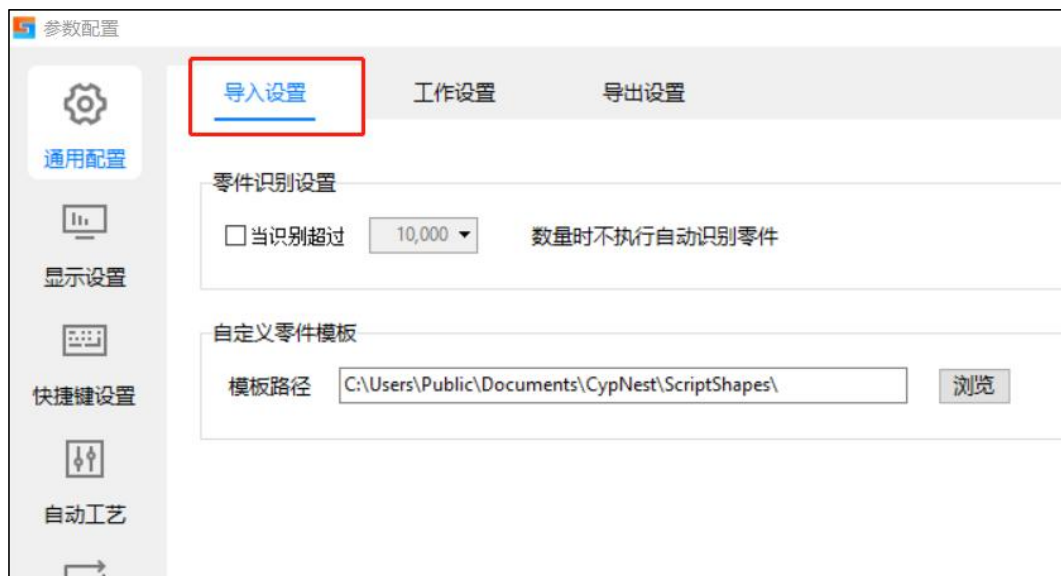 参数配置
导入设置 工作设置 导出设置
通用配置
零件识别设置
当识别超过 10,000 数量时不执行自动识别零件
显示设置
自定义零件模板
模板路径 C:\Users\Public\Documents\CypNest\ScriptShapes\ 浏览
快捷键设置
自动工艺